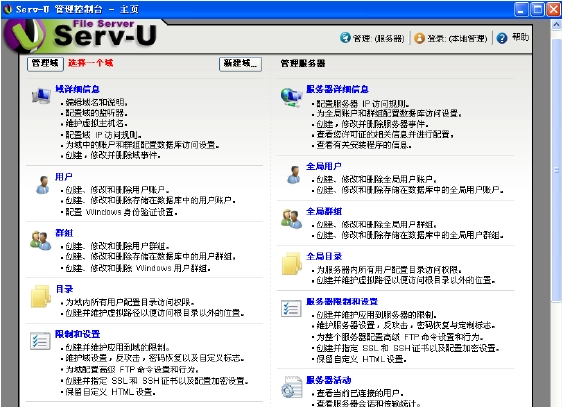 Serv-U 管理控制台 - 主页
File Server
Serv-U
管理: (服务器)
登录: (本地管理)
帮助
管理域 选择一个域 新建域...
域详细信息
编辑域名和说明。
配置域的监听器。
维护虚拟主机名。
配置域 IP 访问规则。
为域中的账户和群组配置数据库访问设置。
创建，修改并删除域事件。
用户
创建、修改和删除用户账户。
创建、修改和删除存储在数据库中的用户账户。
配置 Windows 身份验证设置。
群组
创建、修改和删除用户群组。
创建、修改和删除存储在数据库中的用户群组。
创建、修改和删除 Windows 用户群组。
目录
为域内所有用户配置目录访问权限。
创建并维护虚拟路径以便访问根目录以外的位置。
限制和设置
创建并维护应用到域的限制。
维护域设置，反攻击，密码恢复以及自定义标志。
为域配置高级 FTP 命令设置和行为。
创建并指定 SSL 和 SSH 证书以及配置加密设置。
保留自定义 HTML 设置。
管理服务器
服务器详细信息
配置服务器 IP 访问规则。
为全局账户和群组配置数据库访问设置。
创建，修改并删除服务器事件。
查看您许可证的相关信息并进行配置。
查看有关安装程序的信息。
全局用户
创建、修改和删除全局用户账户。
创建、修改和删除存储在数据库中的全局用户账户。
全局群组
创建、修改和删除全局用户群组。
创建、修改和删除存储在数据库中的全局用户群组。
全局目录
为服务器内所有用户配置目录访问权限。
创建并维护虚拟路径以便访问根目录以外的位置。
服务器限制和设置
创建并维护应用到服务器的限制。
维护服务器设置，反攻击，密码恢复与定制标志。
为整个服务器配置高级 FTP 命令设置和行为。
创建并指定 SSL 和 SSH 证书以及配置加密设置。
保留自定义 HTML 设置。
服务器活动
查看当前已连接的用户。
查看服务器会话和传输统计。